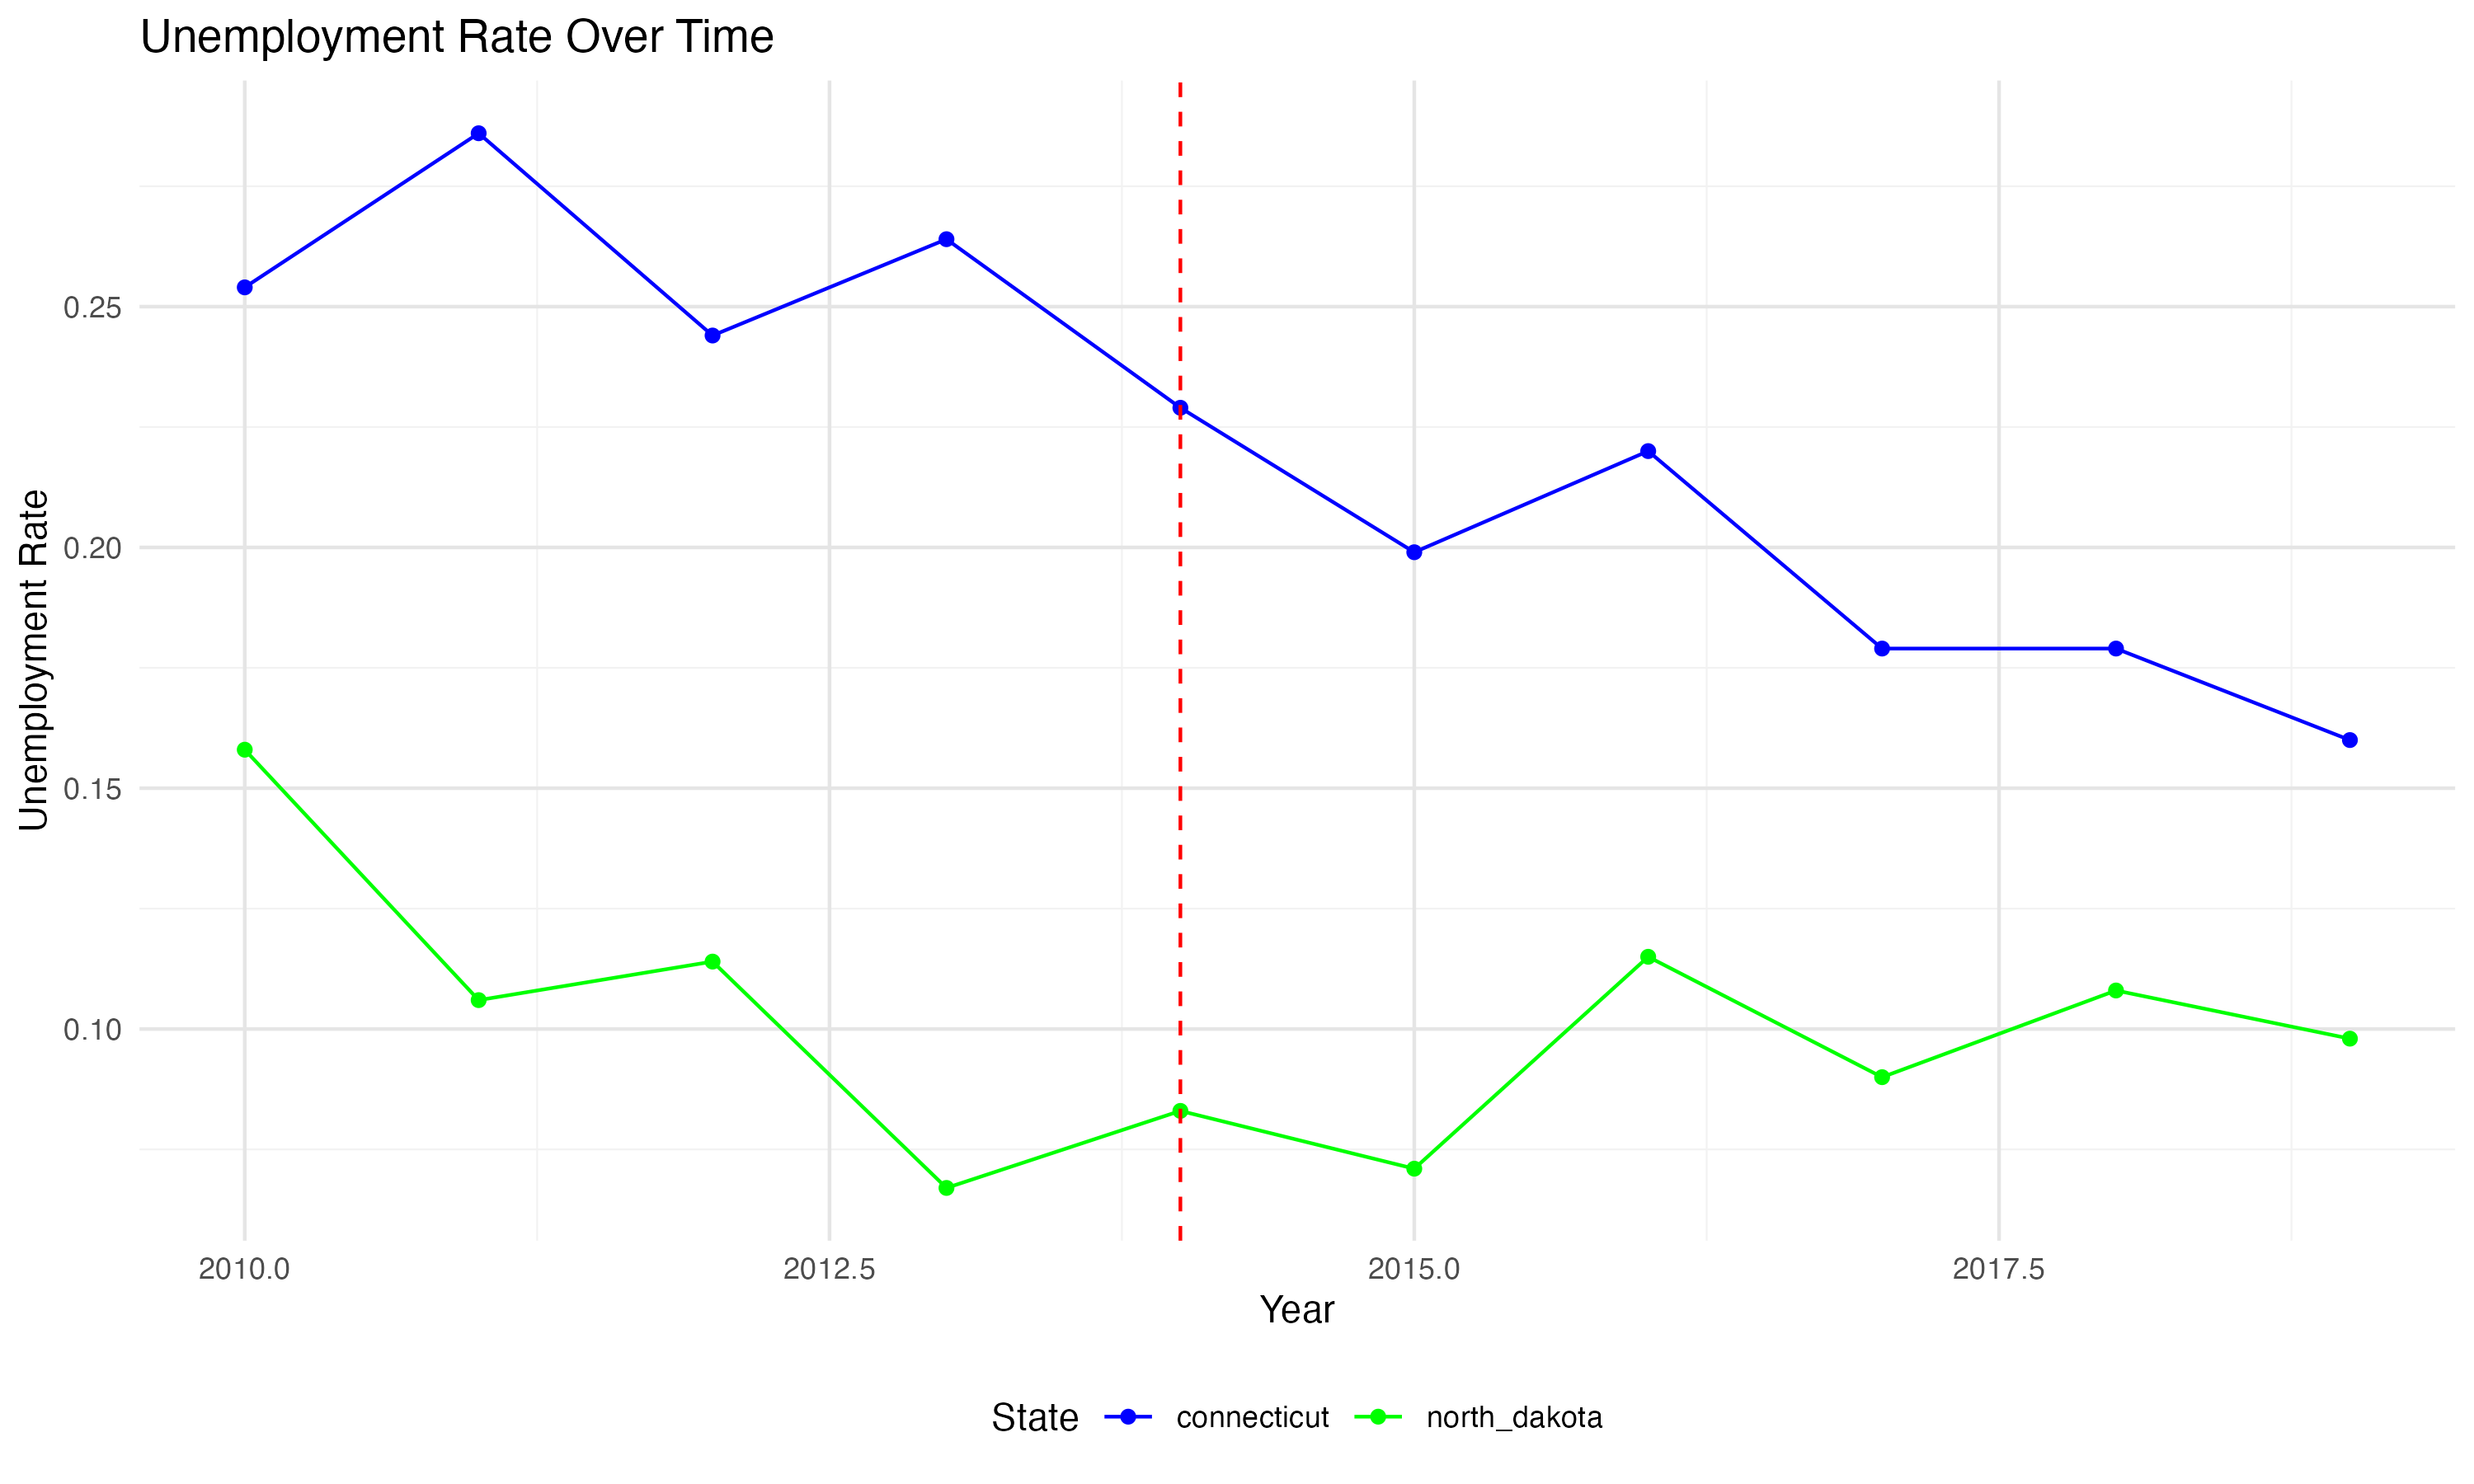 Unemployment Rate Over Time
Unemployment Rate
0.25
0.20
0.15
0.10
2010.0 2012.5 2015.0 2017.5
Year
State connecticut north_dakota